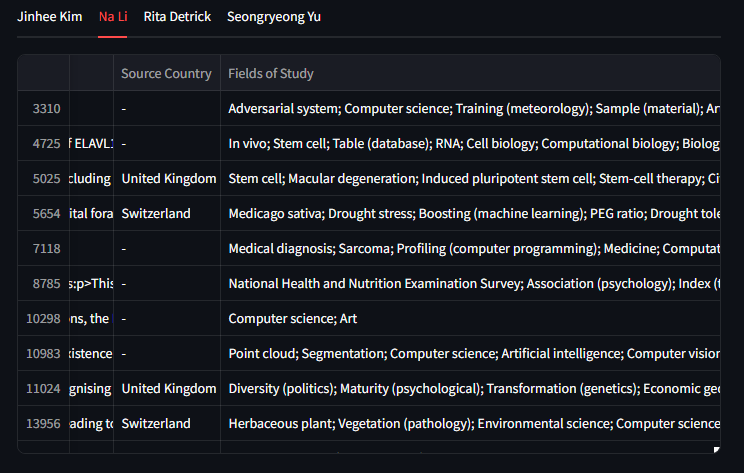 Jinhee Kim Na Li Rita Detrick Seongryeong Yu
Source Country Fields of Study
3310 - Adversarial system; Computer science; Training (meteorology); Sample (material); Ar
4725 f ELAVL1 - In vivo; Stem cell; Table (database); RNA; Cell biology; Computational biology; Biolog
5025 cluding United Kingdom Stem cell; Macular degeneration; Induced pluripotent stem cell; Stem-cell therapy; Ci
5654 ital fora Switzerland Medicago sativa; Drought stress; Boosting (machine learning); PEG ratio; Drought tole
7118 - Medical diagnosis; Sarcoma; Profiling (computer programming); Medicine; Computat
8785 s:p>This - National Health and Nutrition Examination Survey; Association (psychology); Index (t
10298 ons, the - Computer science; Art
10983 xistence - Point cloud; Segmentation; Computer science; Artificial intelligence; Computer vision
11024 gnising United Kingdom Diversity (politics); Maturity (psychological); Transformation (genetics); Economic geo
13956 ading to Switzerland Herbaceous plant; Vegetation (pathology); Environmental science; Computer science